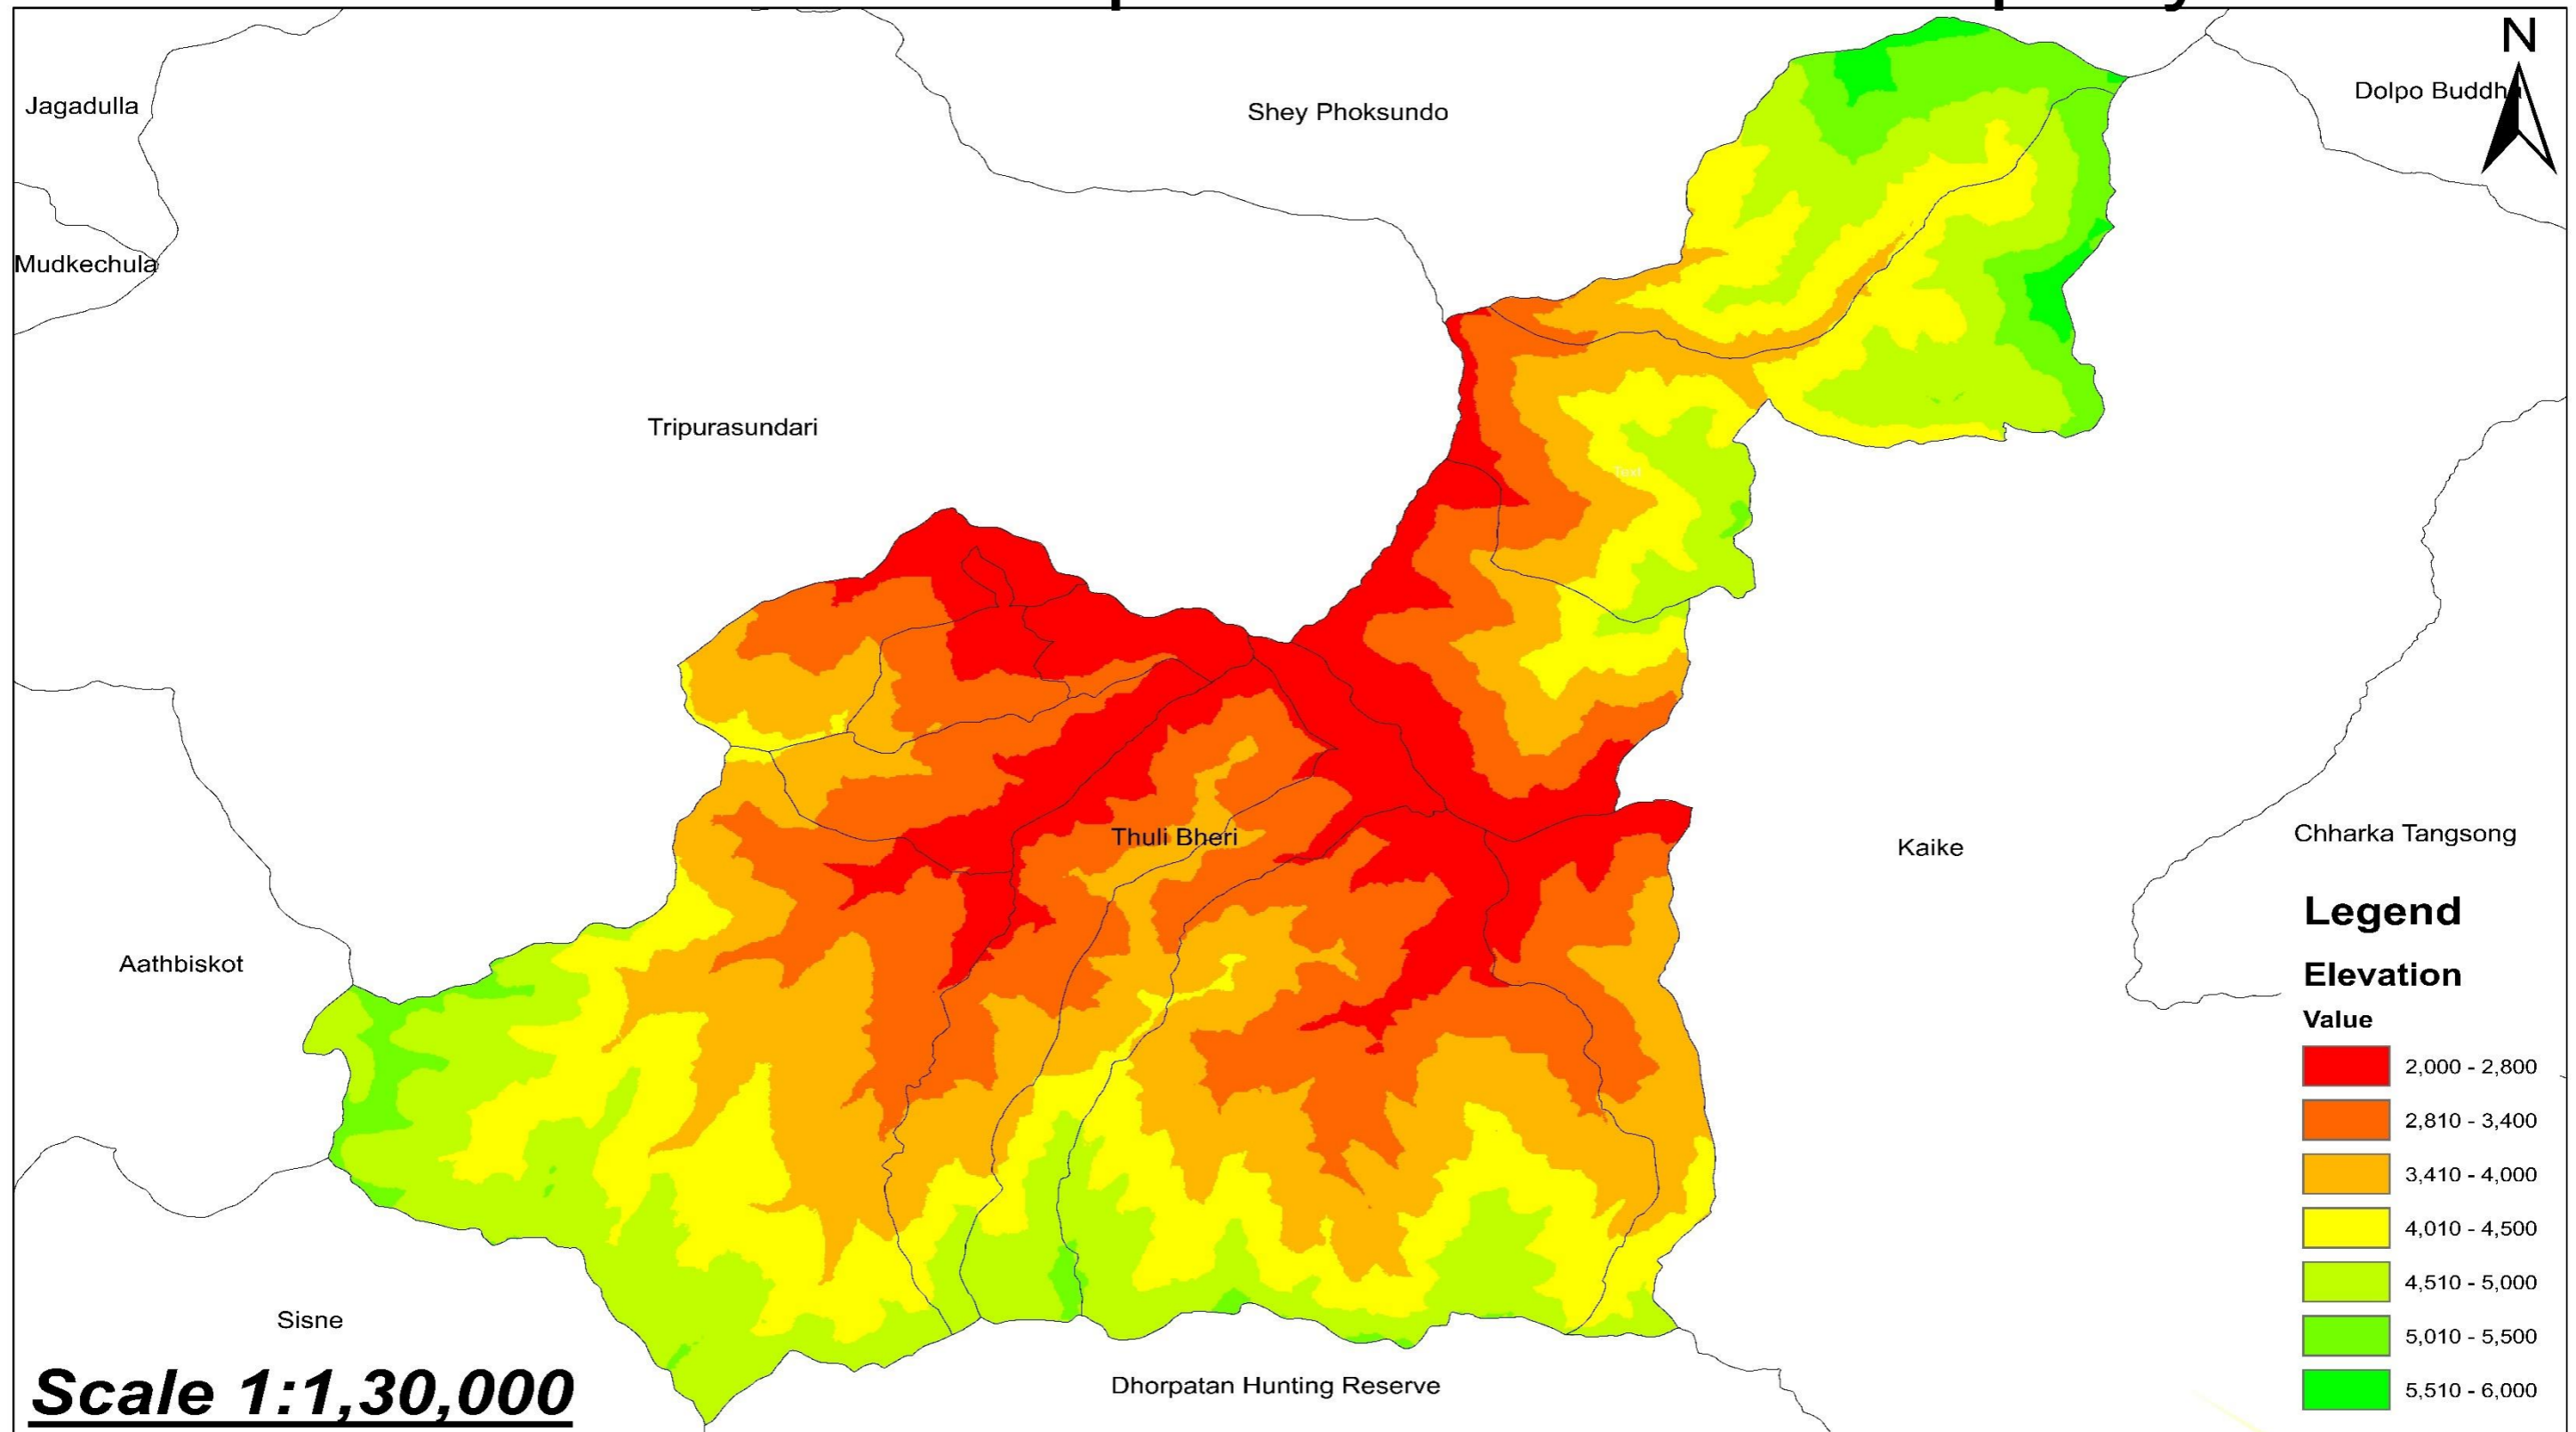 N
Jagadulla
Shey Phoksundo
Dolpo Buddha
Mudkechula
Tripurasundari
Text
Thuli Bheri
Kaike
Chharka Tangsong
Aathbiskot
Sisne
Dhorpatan Hunting Reserve
Scale 1:1,30,000
Legend
Elevation
Value
2,000 - 2,800
2,810 - 3,400
3,410 - 4,000
4,010 - 4,500
4,510 - 5,000
5,010 - 5,500
5,510 - 6,000